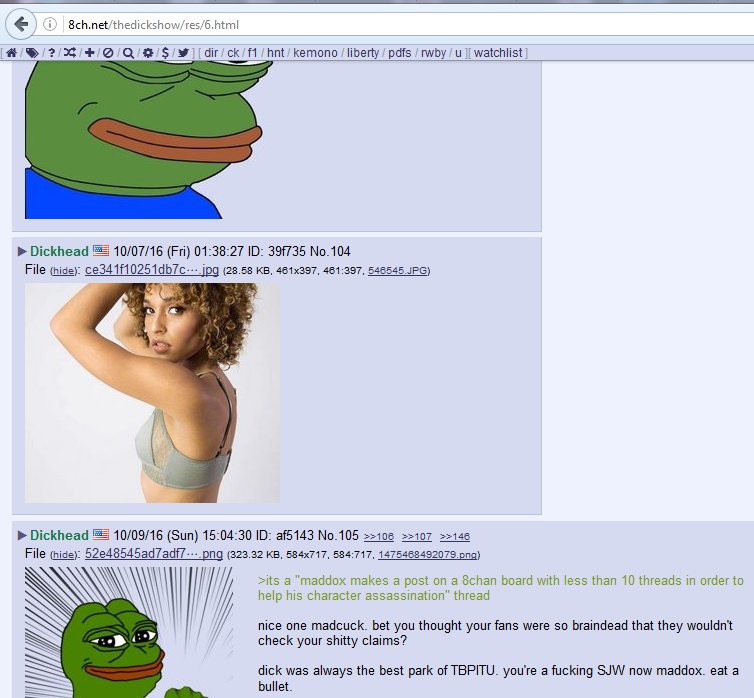 8ch.net/thedickshow/res/6.html
[ / ? / / + / / / / $ / ] [ dir / ck / f1 / hnt / kemono / liberty / pdfs / rwby / u ][ watchlist ]
▶ Dickhead 10/07/16 (Fri) 01:38:27 ID: 39f735 No.104
File (hide): ce341f10251db7c⋯.jpg (28.58 KB, 461x397, 461:397, 546545.JPG)
▶ Dickhead 10/09/16 (Sun) 15:04:30 ID: af5143 No.105 >>106 >>107 >>146
File (hide): 52e48545ad7adf7⋯.png (323.32 KB, 584x717, 584:717, 1475468492079.png)
>its a "maddox makes a post on a 8chan board with less than 10 threads in order to
help his character assassination" thread
nice one madcuck. bet you thought your fans were so braindead that they wouldn't
check your shitty claims?
dick was always the best park of TBPITU. you're a fucking SJW now maddox. eat a
bullet.